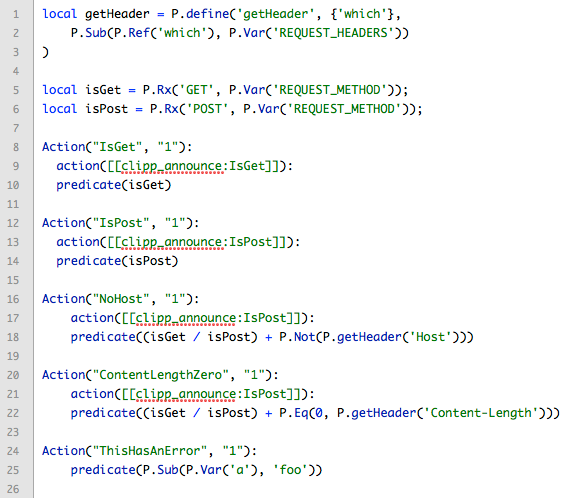 1 local getHeader = P.define('getHeader', {'which'},
2     P.Sub(P.Ref('which'), P.Var('REQUEST_HEADERS'))
3 )
4
5 local isGet = P.Rx('GET', P.Var('REQUEST_METHOD'));
6 local isPost = P.Rx('POST', P.Var('REQUEST_METHOD'));
7
8 Action("IsGet", "1"):
9   action([[clipp_announce:IsGet]]):
10   predicate(isGet)
11
12 Action("IsPost", "1"):
13   action([[clipp_announce:IsPost]]):
14   predicate(isPost)
15
16 Action("NoHost", "1"):
17     action([[clipp_announce:IsPost]]):
18     predicate((isGet / isPost) + P.Not(P.getHeader('Host')))
19
20 Action("ContentLengthZero", "1"):
21     action([[clipp_announce:IsPost]]):
22     predicate((isGet / isPost) + P.Eq(0, P.getHeader('Content-Length')))
23
24 Action("ThisHasAnError", "1"):
25     predicate(P.Sub(P.Var('a'), 'foo'))
26